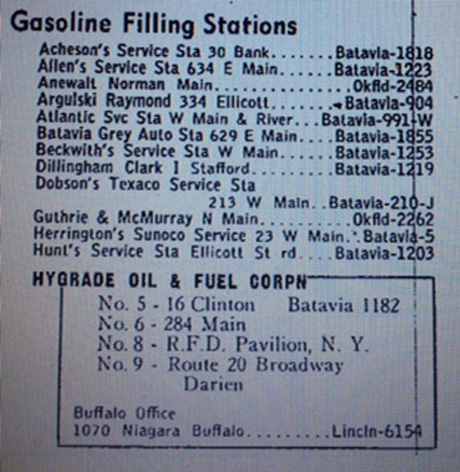 Gasoline Filling Stations
Acheson's Service Sta 30 Bank.......Batavia-1818
Allen's Service Sta 634 E Main......Batavia-1223
Anewalt Norman Main............Okfld-2484
Argulski Raymond 334 Ellicott.......Batavia-904
Atlantic Svc Sta W Main & River...Batavia-991-W
Batavia Grey Auto Sta 629 E Main....Batavia-1855
Beckwith's Service Sta W Main......Batavia-1253
Dillingham Clark I Stafford.........Batavia-1219
Dobson's Texaco Service Sta
213 W Main..Batavia-210-J
Guthrie & McMurray N Main.........Okfld-2262
Herrington's Sunoco Service 23 W Main..Batavia-5
Hunt's Service Sta Ellicott St rd....Batavia-1203
HYGRADE OIL & FUEL CORPN
No. 5 - 16 Clinton Batavia 1182
No. 6 - 284 Main
No. 8 - R.F.D. Pavilion, N. Y.
No. 9 - Route 20 Broadway
Darien
Buffalo Office
1070 Niagara Buffalo.........Lincln-6154